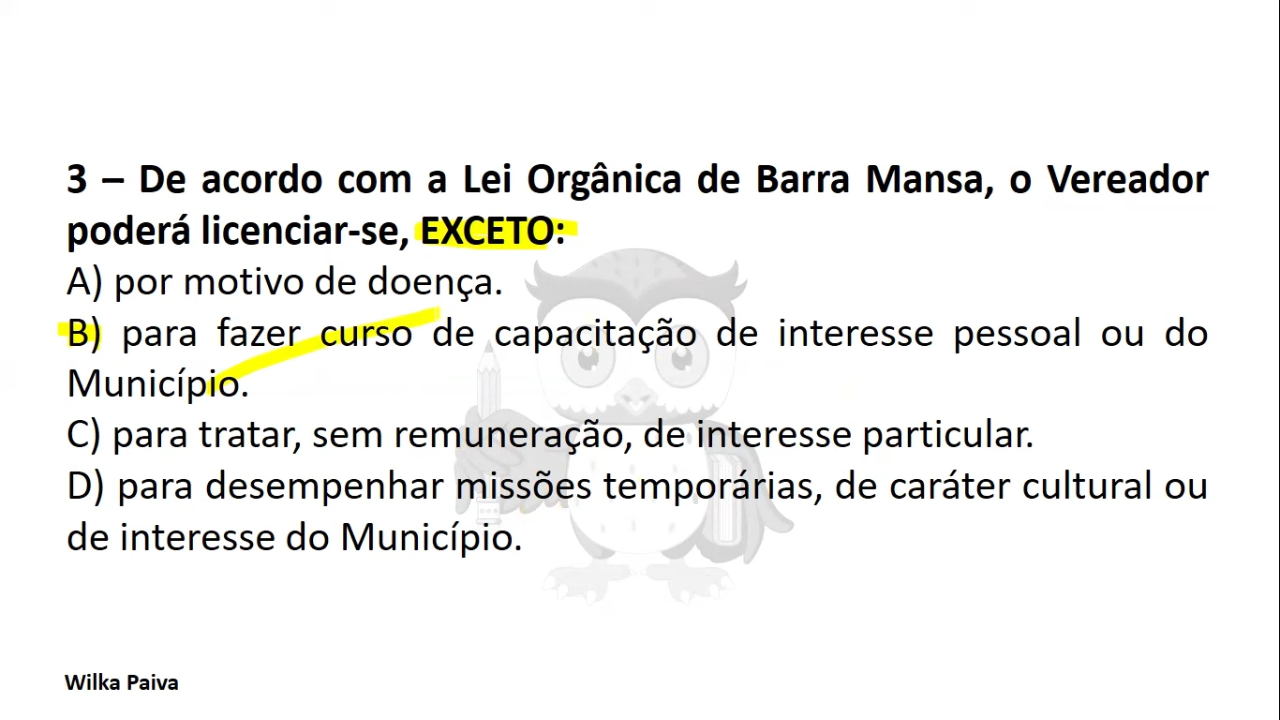 3 – De acordo com a Lei Orgânica de Barra Mansa, o Vereador
poderá licenciar-se, EXCETO:
A) por motivo de doença.
B) para fazer curso de capacitação de interesse pessoal ou do
Município.
C) para tratar, sem remuneração, de interesse particular.
D) para desempenhar missões temporárias, de caráter cultural ou
de interesse do Município.
Wilka Paiva